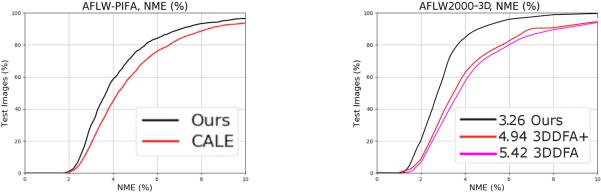 AFLW-PIFA, NME (%)
100
80
60
40
20
0
Test Images (%)
0 2 4 6 8 10
NME (%)
Ours
CALE
AFLW2000-3D, NME (%)
100
80
60
40
20
0
Test Images (%)
0 2 4 6 8 10
NME (%)
3.26 Ours
4.94 3DDFA+
5.42 3DDFA